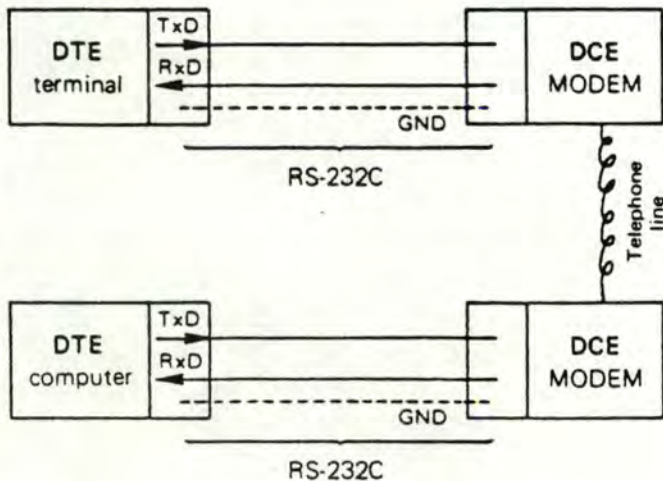 TxD
DTE
terminal
RxD
GND
DCE
MODEM
RS-232C
Telephone
line
TxD
DTE
computer
RxD
GND
DCE
MODEM
RS-232C